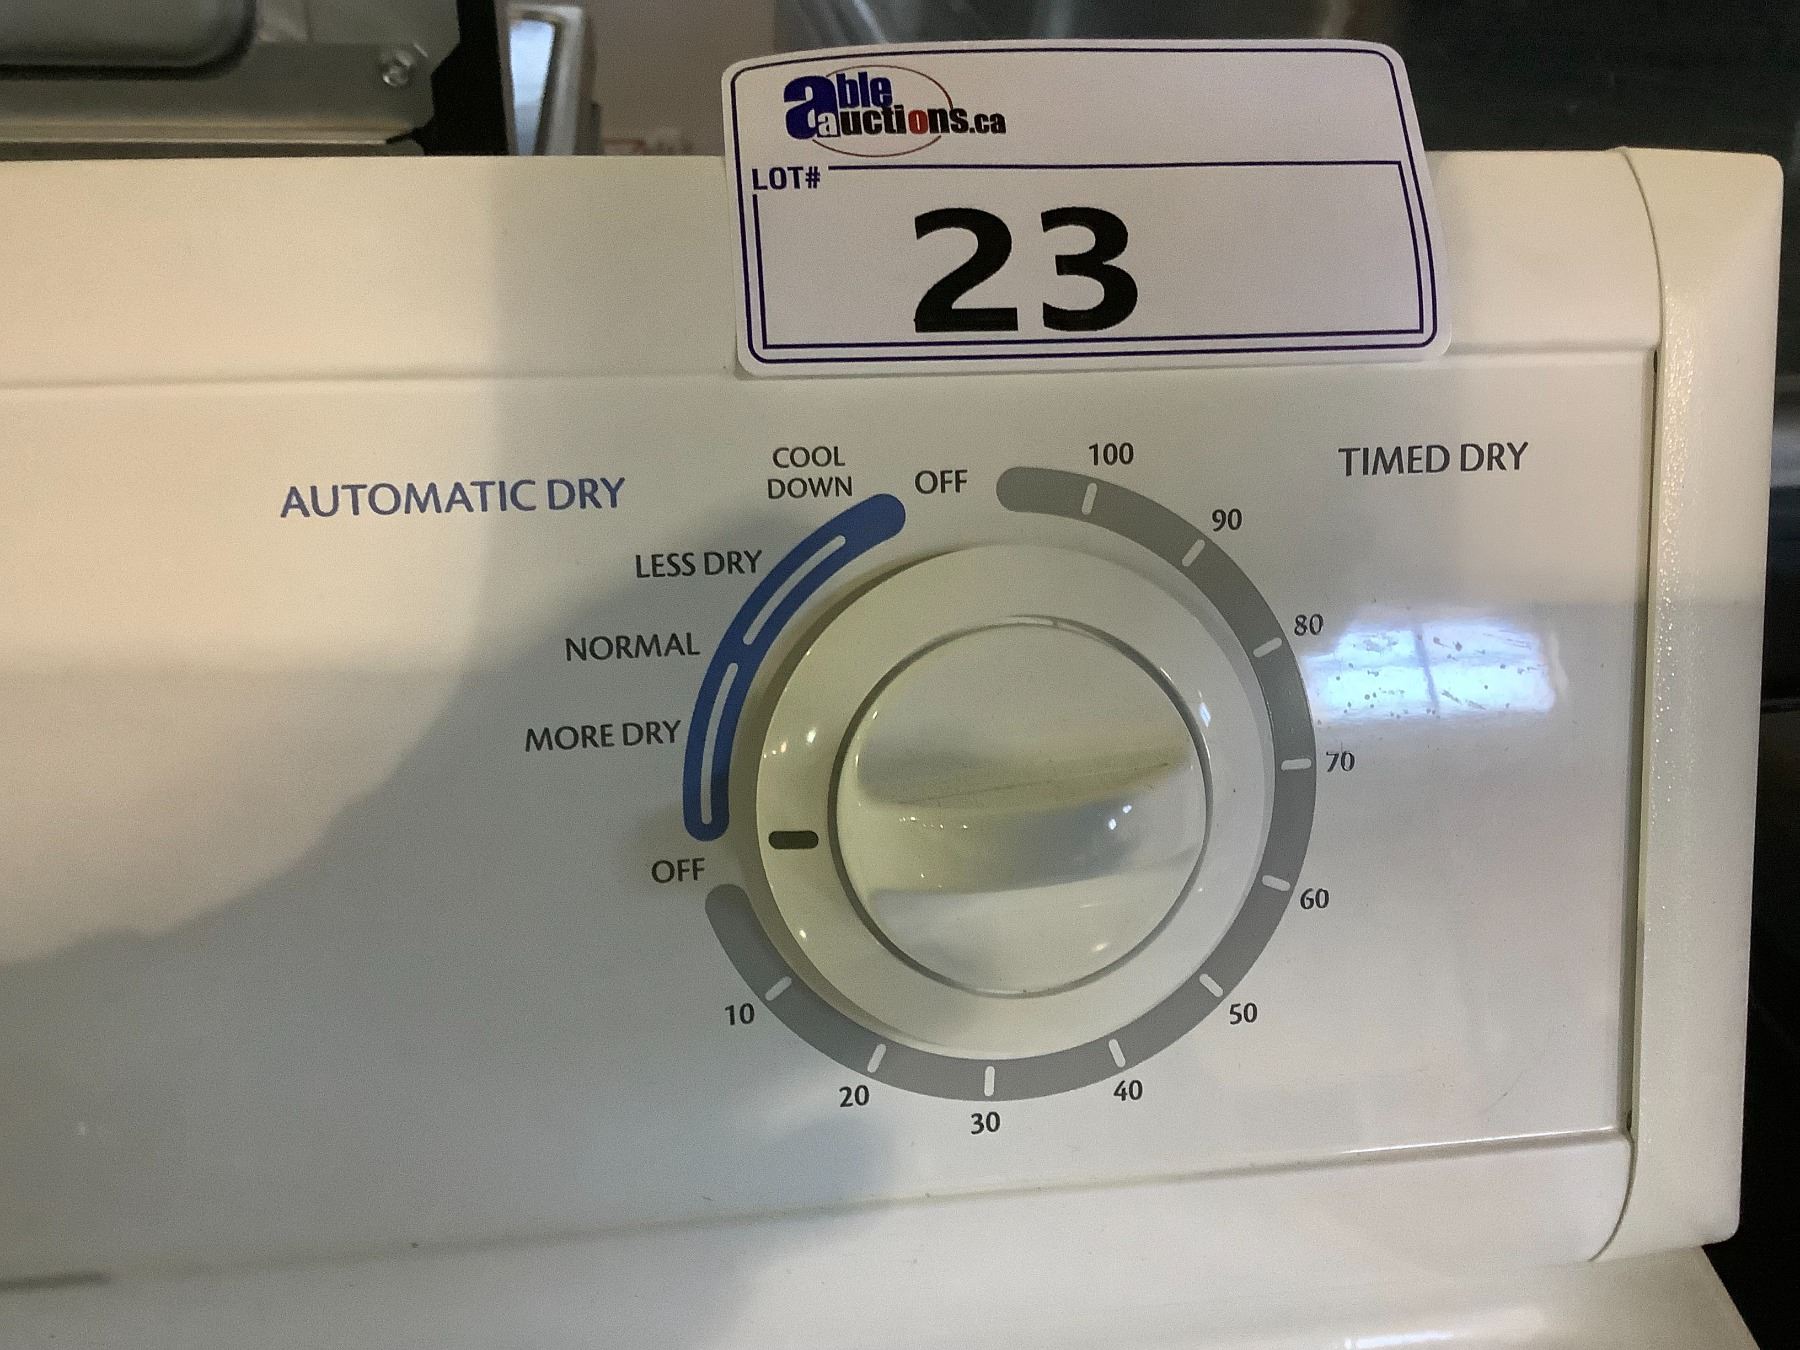 able
auctions.ca
LOT#
23
AUTOMATIC DRY
COOL
DOWN
OFF
100
TIMED DRY
90
LESS DRY
80
NORMAL
MORE DRY
70
OFF
60
10
50
20
40
30